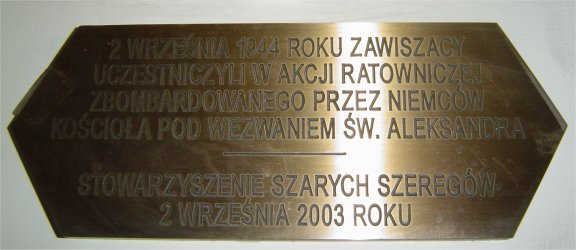 2 WRZEŚNIA 1944 ROKU ZAWISZACY
UCZESTNICZYLI W AKCJI RATOWNICZEJ
ZBOMBARDOWANEGO PRZEZ NIEMCÓW
KOŚCIOŁA POD WEZWANIEM ŚW. ALEKSANDRA
STOWARZYSZENIE SZARYCH SZEREGÓW
2 WRZEŚNIA 2003 ROKU